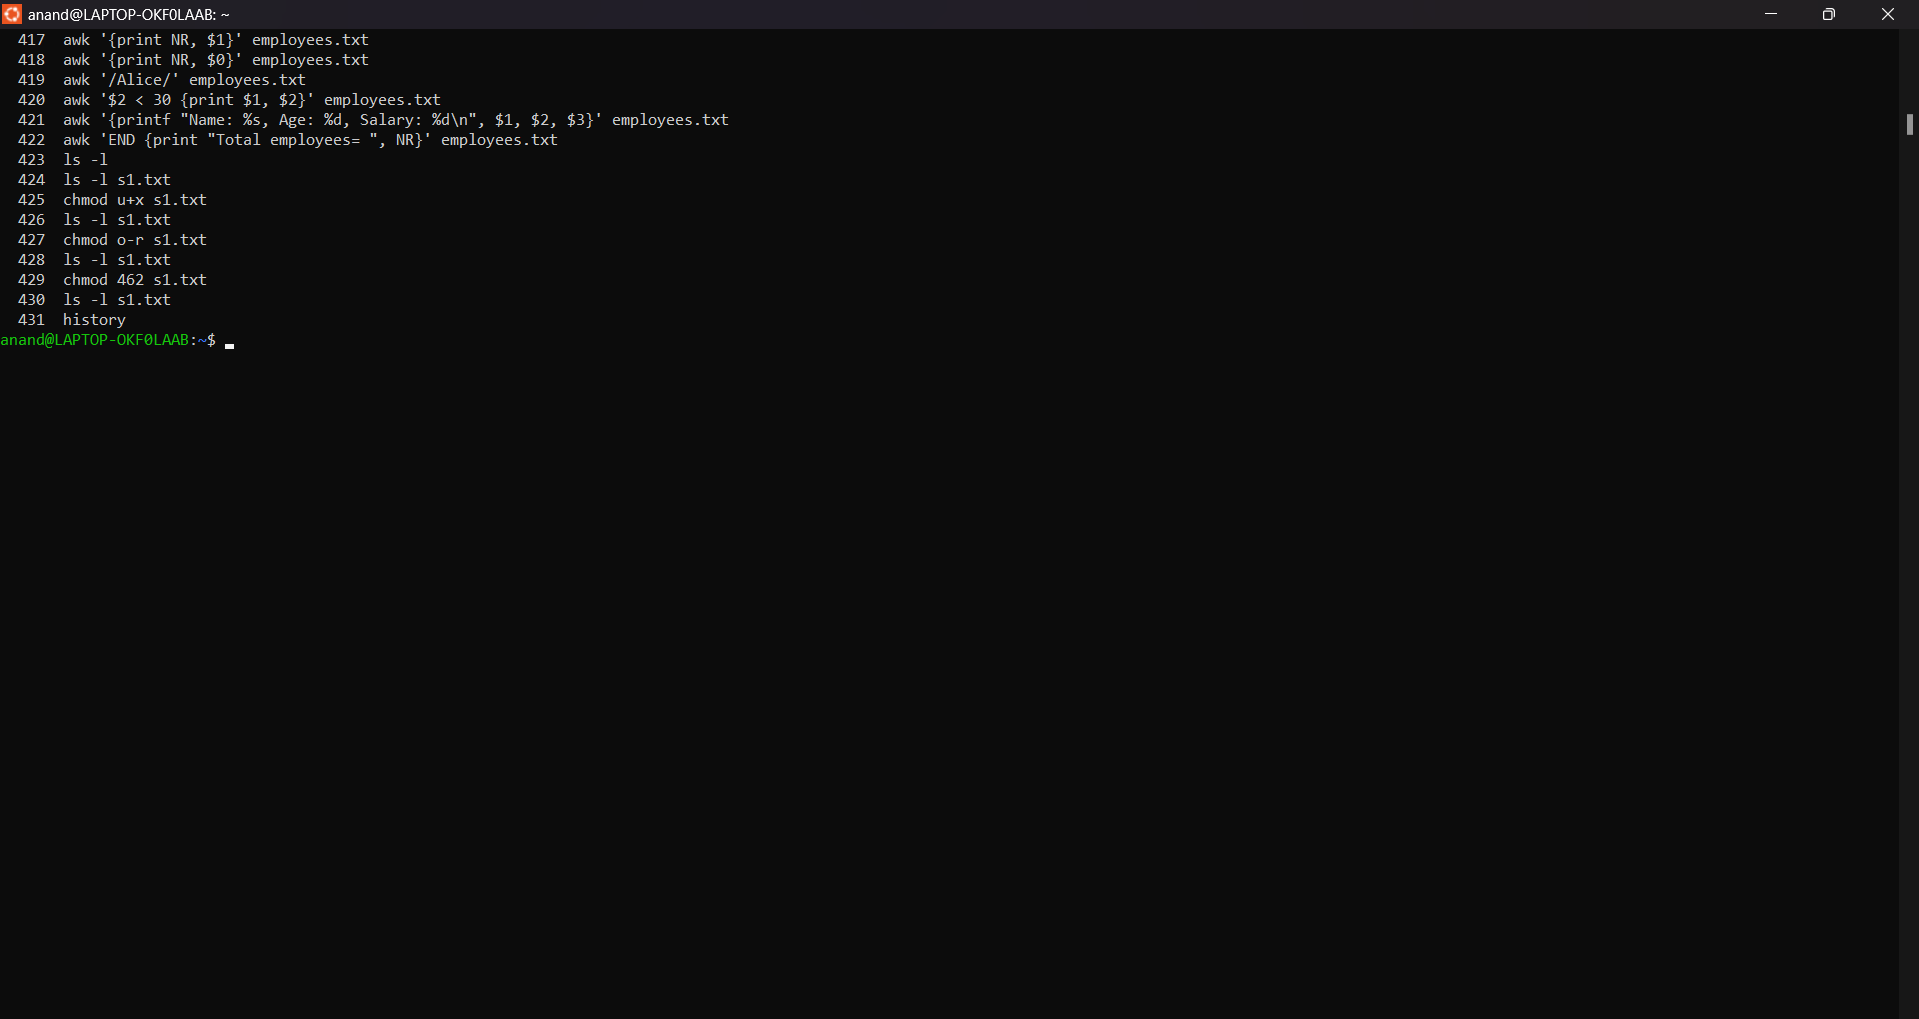 anand@LAPTOP-OKF0LAAB: ~
417 awk '{print NR, $1}' employees.txt
418 awk '{print NR, $0}' employees.txt
419 awk '/Alice/' employees.txt
420 awk '$2 < 30 {print $1, $2}' employees.txt
421 awk '{printf "Name: %s, Age: %d, Salary: %d\n", $1, $2, $3}' employees.txt
422 awk 'END {print "Total employees= ", NR}' employees.txt
423 ls -l
424 ls -l s1.txt
425 chmod u+x s1.txt
426 ls -l s1.txt
427 chmod o-r s1.txt
428 ls -l s1.txt
429 chmod 462 s1.txt
430 ls -l s1.txt
431 history
anand@LAPTOP-OKF0LAAB:~$